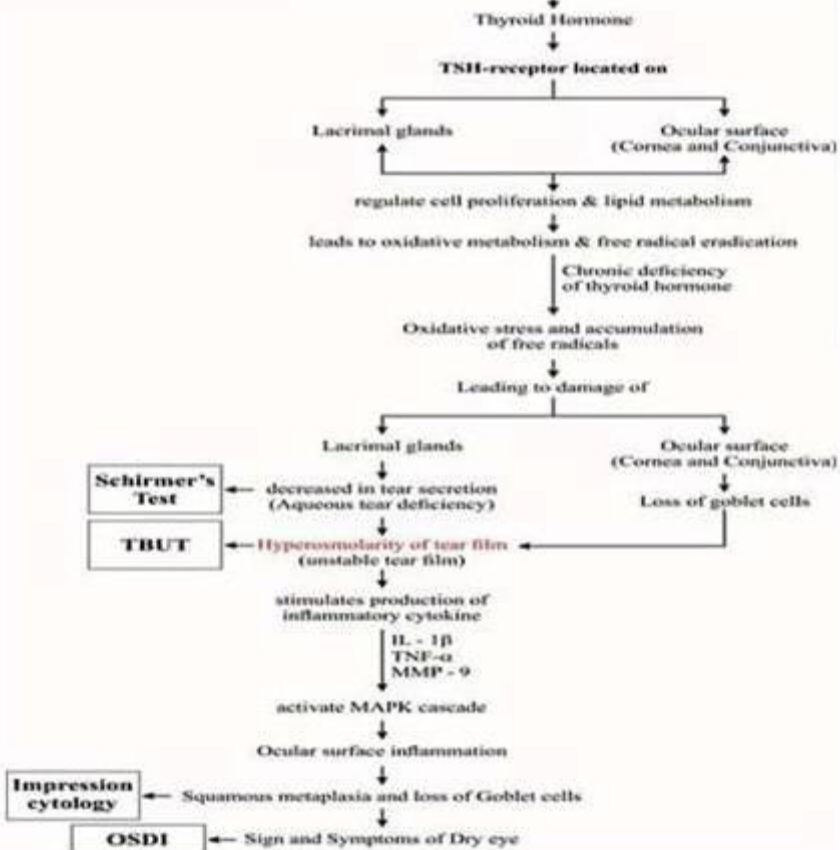 Thyroid Hormone
TSH-receptor located on
Lacrimal glands
Ocular surface
(Cornea and Conjunctiva)
regulate cell proliferation & lipid metabolism
leads to oxidative metabolism & free radical eradication
Chronic deficiency
of thyroid hormone
Oxidative stress and accumulation
of free radicals
Leading to damage of
Lacrimal glands
Ocular surface
(Cornea and Conjunctiva)
Schirmer's
Test
decreased in tear secretion
(Aqueous tear deficiency)
Loss of goblet cells
TBUT
Hyperosmolarity of tear film
(unstable tear film)
stimulates production of
inflammatory cytokine
IL - 1β
TNF-α
MMP - 9
activate MAPK cascade
Ocular surface inflammation
Impression
cytology
Squamous metaplaxia and loss of Goblet cells
OSDI
Sign and Symptoms of Dry eye